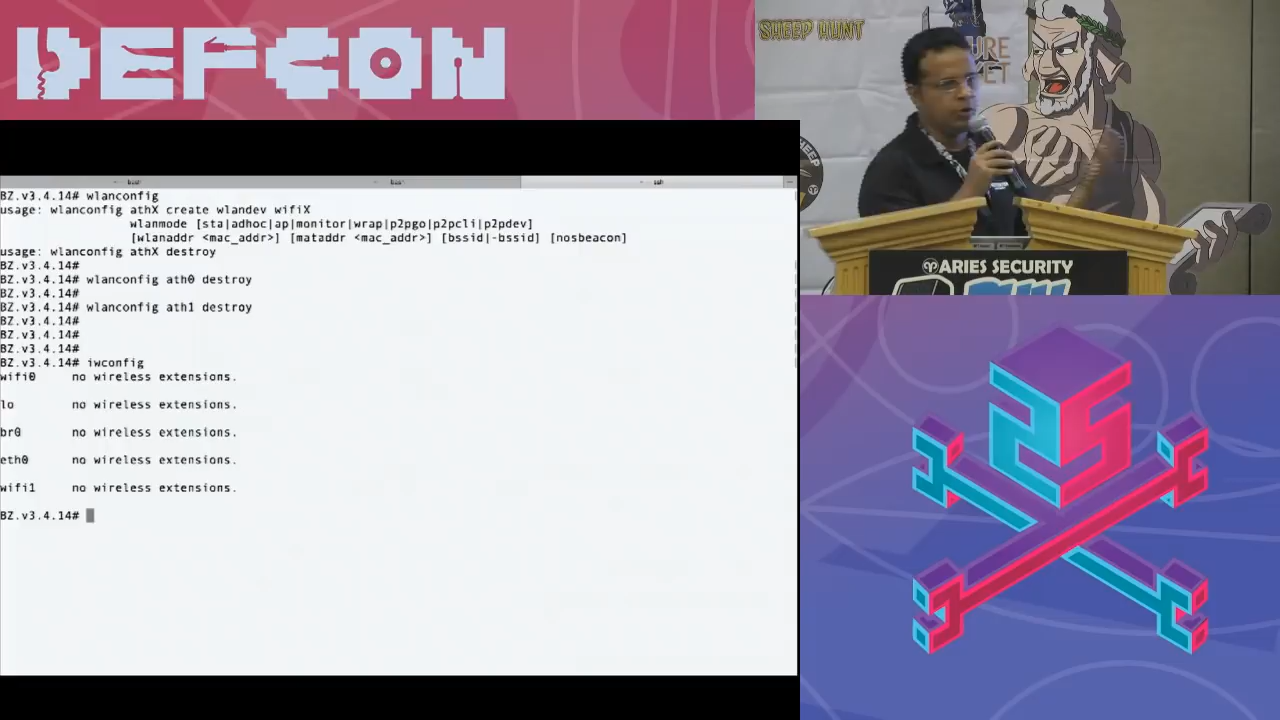 DEFCON
SHEEP HUNT
ARIES SECURITY
bash
bash
ssh
BZ.v3.4.14# wlanconfig
usage: wlanconfig athX create wlandev wifiX
wlanmode [sta|adhoc|ap|monitor|wrap|p2pgo|p2pcli|p2pdev]
[wlanaddr <mac_addr>] [mataddr <mac_addr>] [bssid|-bssid] [nosbeacon]
usage: wlanconfig athX destroy
BZ.v3.4.14#
BZ.v3.4.14# wlanconfig ath0 destroy
BZ.v3.4.14#
BZ.v3.4.14# wlanconfig ath1 destroy
BZ.v3.4.14#
BZ.v3.4.14#
BZ.v3.4.14#
BZ.v3.4.14# iwconfig
wifi0 no wireless extensions.
lo no wireless extensions.
br0 no wireless extensions.
eth0 no wireless extensions.
wifi1 no wireless extensions.
BZ.v3.4.14#
25